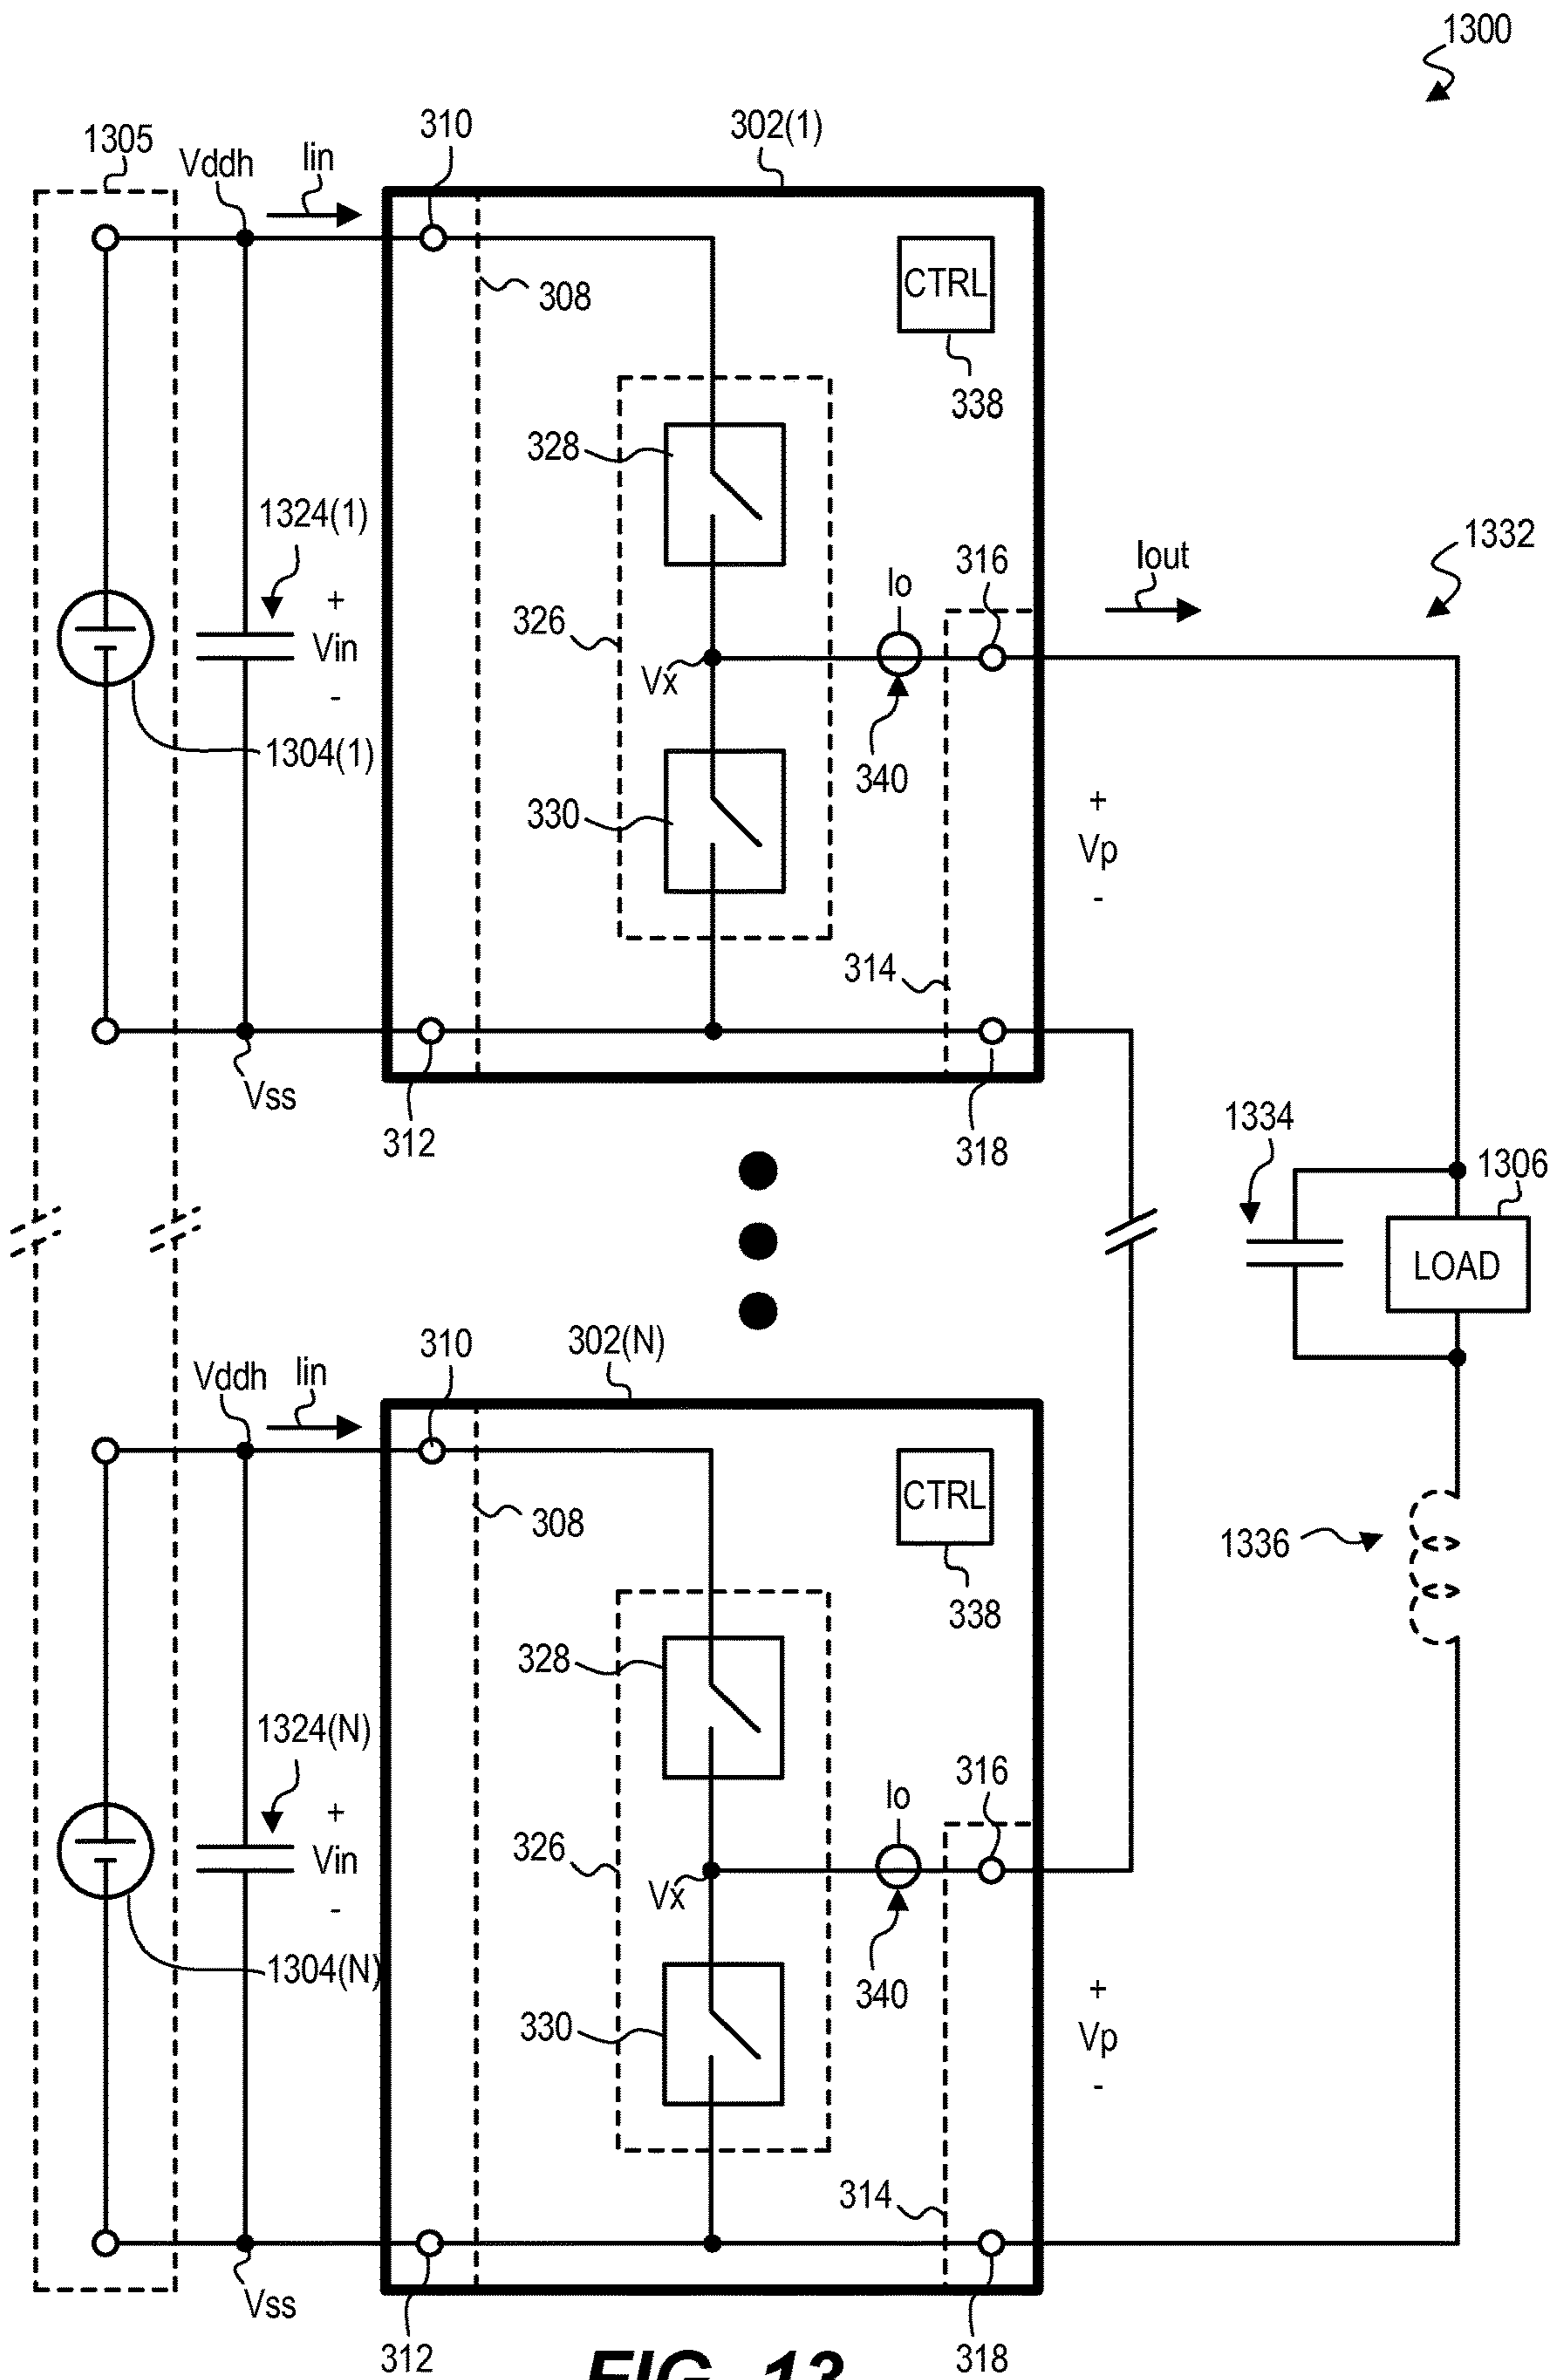 1300
1305
Vddh
Iin
310
302(1)
308
CTRL
338
328
1324(1)
+
Vin
-
326
Io
316
Iout
1332
Vx
340
1304(1)
330
+
Vp
-
314
Vss
312
318
1334
1306
LOAD
310
302(N)
Vddh
Iin
308
CTRL
338
1336
328
1324(N)
+
Vin
-
326
Io
316
Vx
340
1304(N)
330
+
Vp
-
314
Vss
312
318
FIG. 13